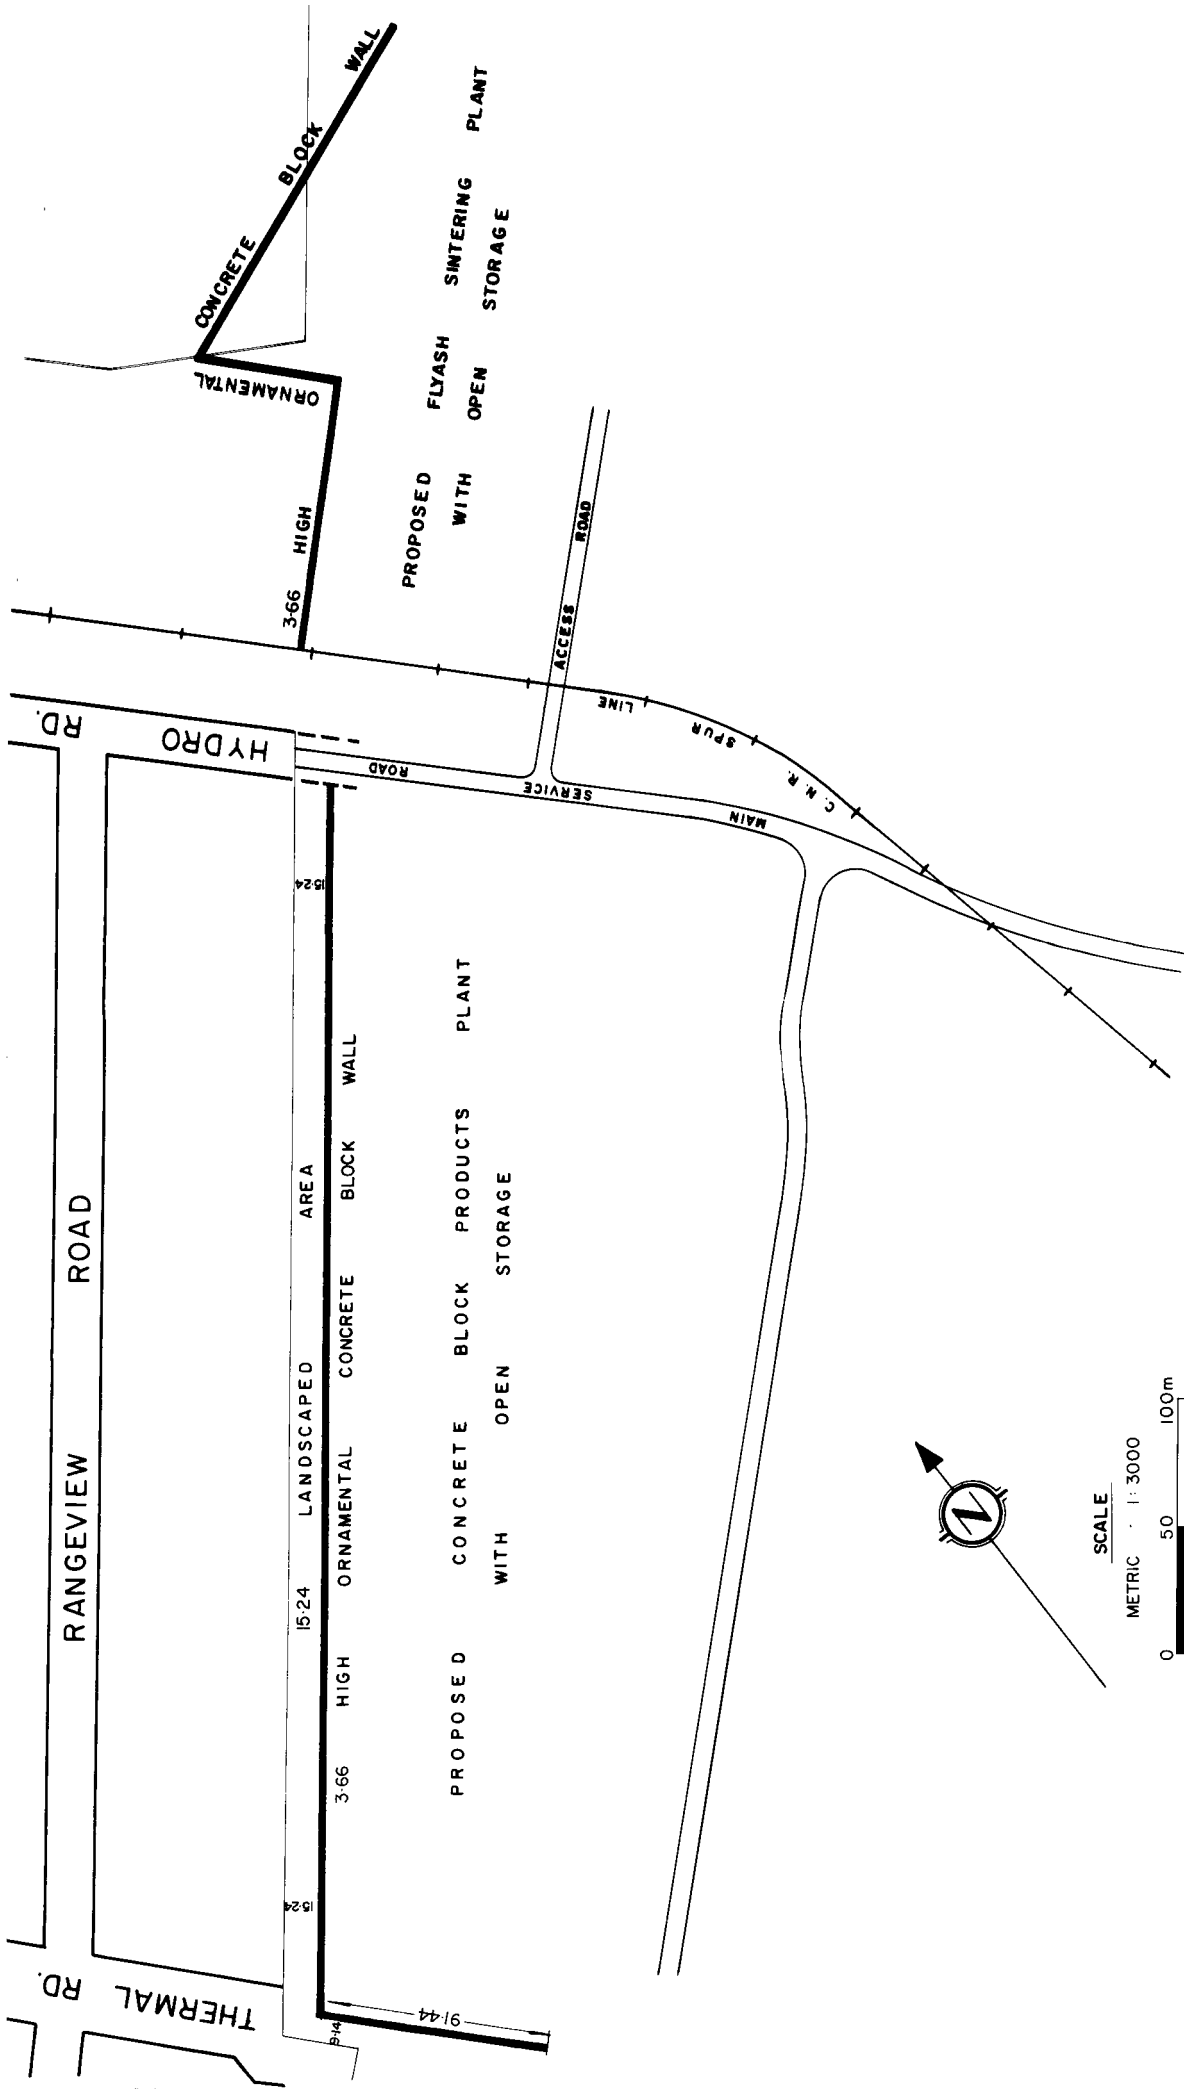 RANGEVIEW ROAD
THERMAL RD.
HYDRO RD.
15·24 LANDSCAPED AREA
15·24
15·24
9·14
91·44
3·66 HIGH ORNAMENTAL CONCRETE BLOCK WALL
PROPOSED CONCRETE BLOCK PRODUCTS PLANT
WITH OPEN STORAGE
3·66 HIGH ORNAMENTAL CONCRETE BLOCK WALL
PROPOSED FLYASH SINTERING PLANT
WITH OPEN STORAGE
ACCESS ROAD
MAIN SERVICE ROAD
C. N. R. SPUR LINE
N
SCALE
METRIC · 1:3000
0 50 100m